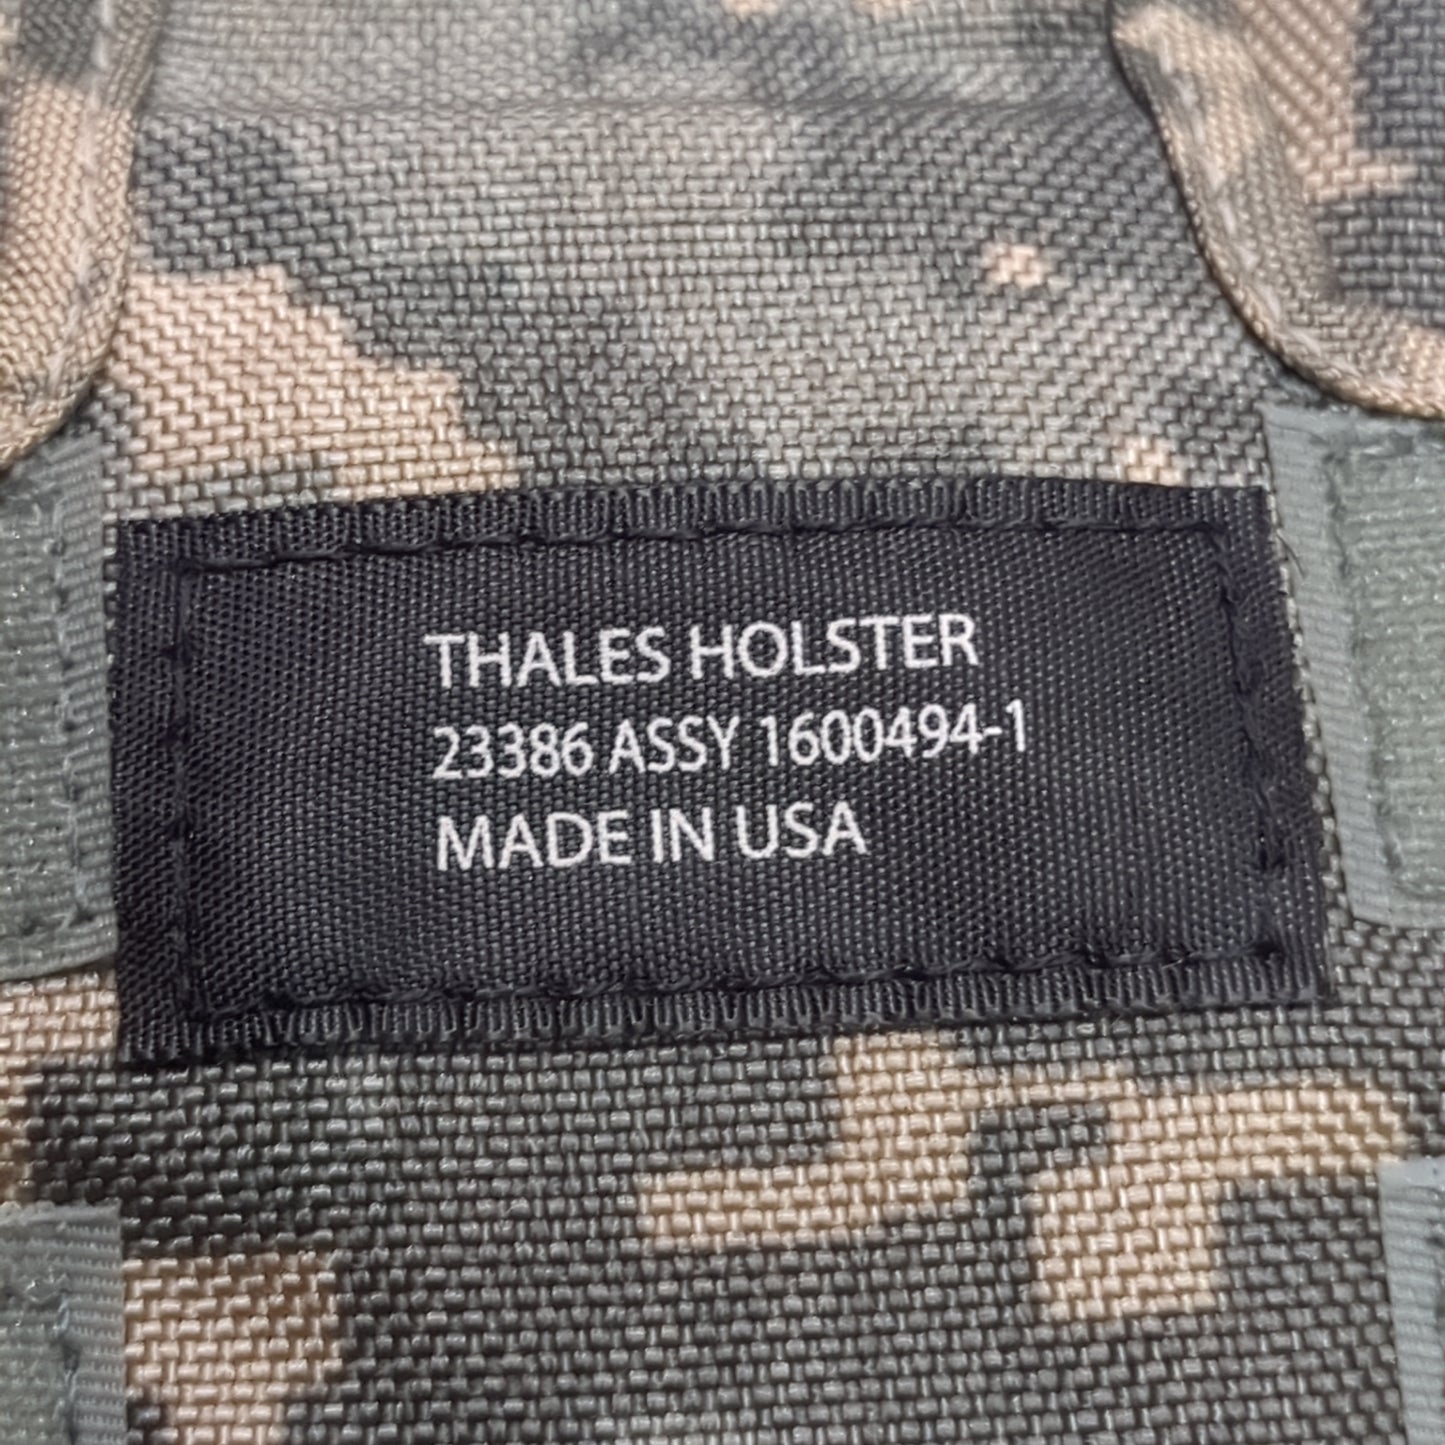 THALES HOLSTER
23386 ASSY 1600494-1
MADE IN USA